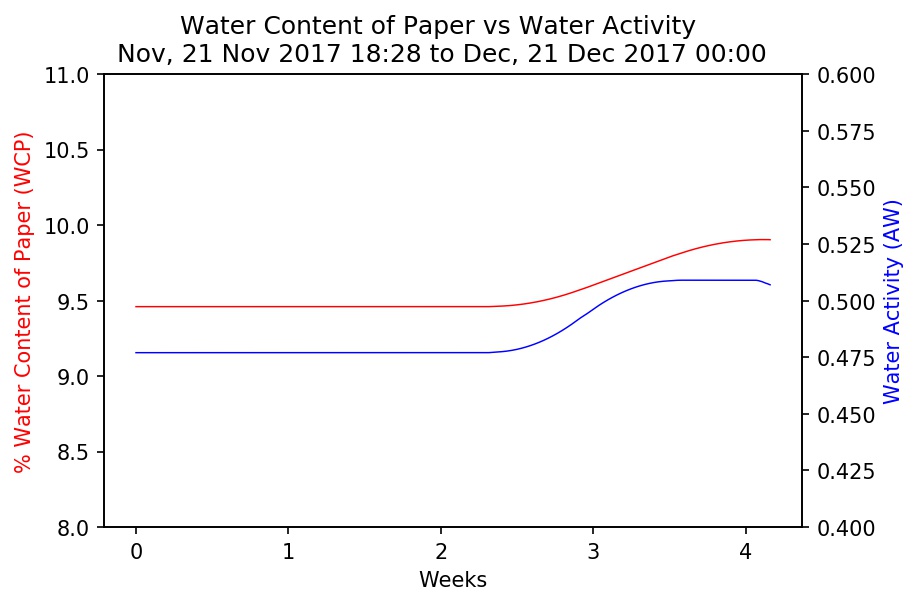 Water Content of Paper vs Water Activity
Nov, 21 Nov 2017 18:28 to Dec, 21 Dec 2017 00:00
% Water Content of Paper (WCP)
11.0
10.5
10.0
9.5
9.0
8.5
8.0
0.600
0.575
0.550
0.525
0.500
0.475
0.450
0.425
0.400
Water Activity (AW)
0 1 2 3 4
Weeks